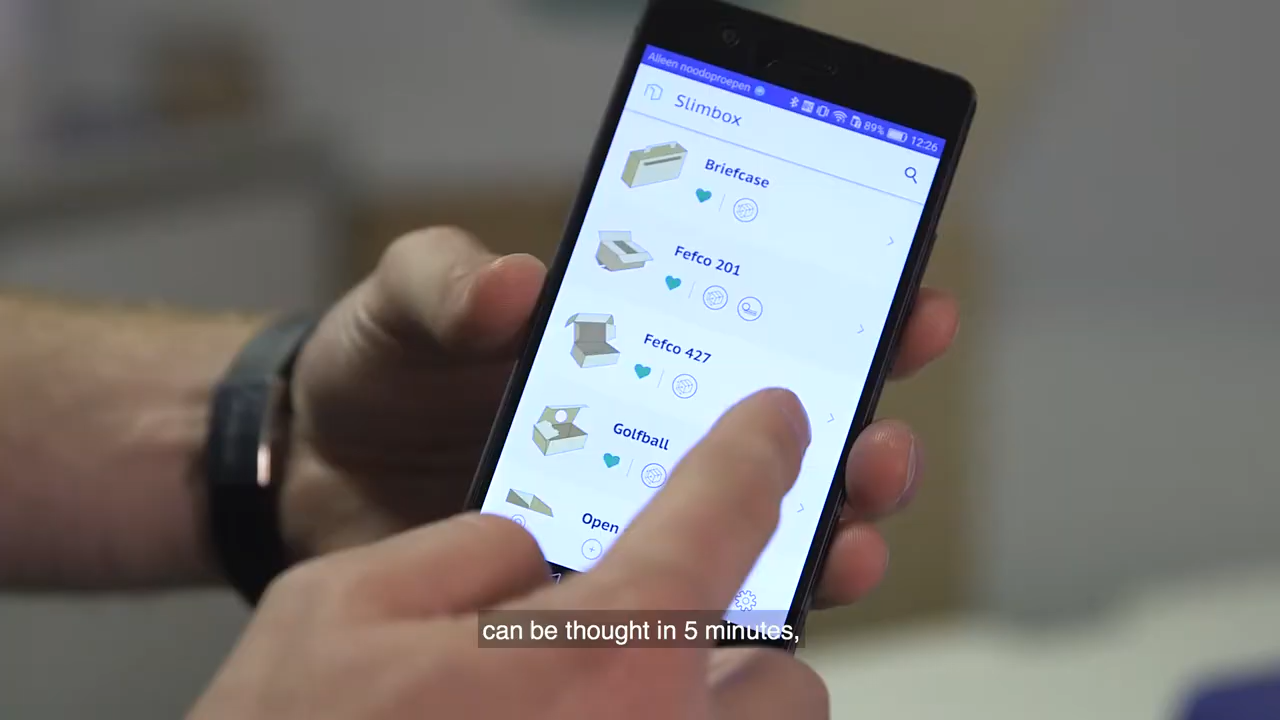 Alleen noodoproepen
89% 12:26
Slimbox
Briefcase
Fefco 201
Fefco 427
Golfball
Open
can be thought in 5 minutes,